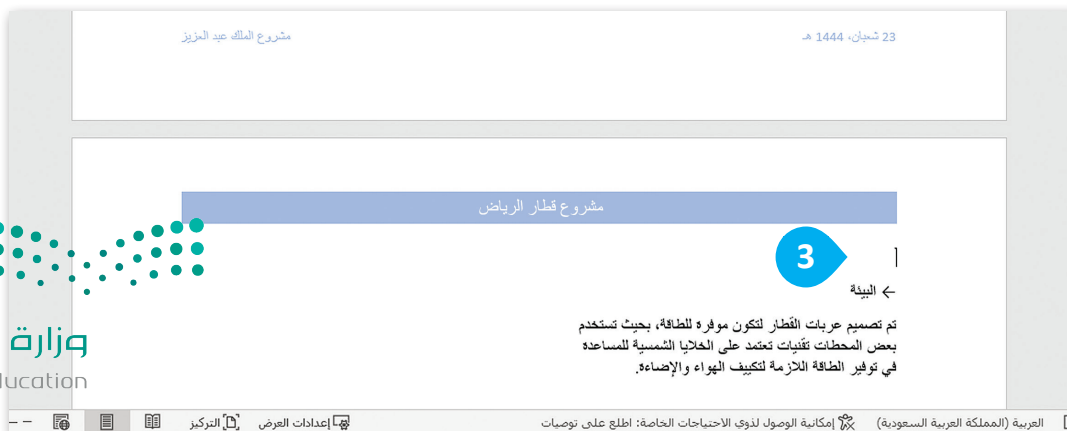 23 شعبان، 1444 هـ
مشروع الملك عبد العزيز
مشروع قطار الرياض
3
← البيئة
تم تصميم عربات القطار لتكون موفرة للطاقة، بحيث تستخدم
بعض المحطات تقنيات تعتمد على الخلايا الشمسية للمساعدة
في توفير الطاقة اللازمة لتكييف الهواء والإضاءة.
وزارة
ducation
العربية (المملكة العربية السعودية)
إمكانية الوصول لذوي الاحتياجات الخاصة: اطلع على توصيات
إعدادات العرض
التركيز